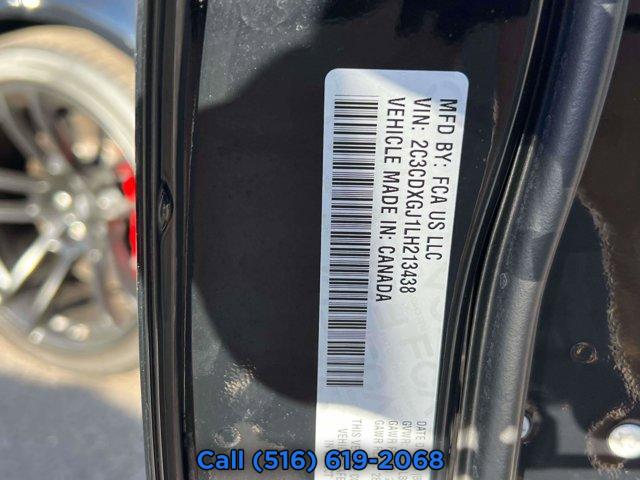 MFD BY: FCA US LLC
VIN: 2C3CDXGJ1LH213438
VEHICLE MADE IN: CANADA
Call (516) 619-2068